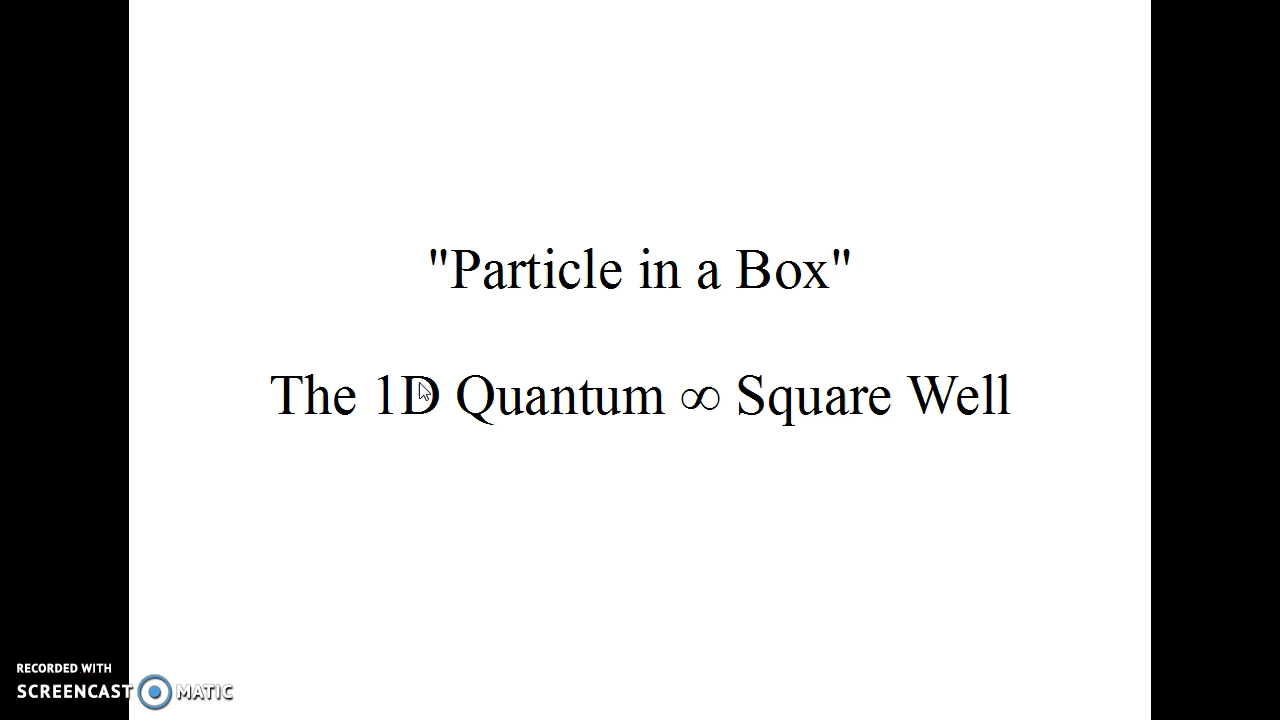 "Particle in a Box"
The 1D Quantum ∞ Square Well
RECORDED WITH
SCREENCAST MATIC